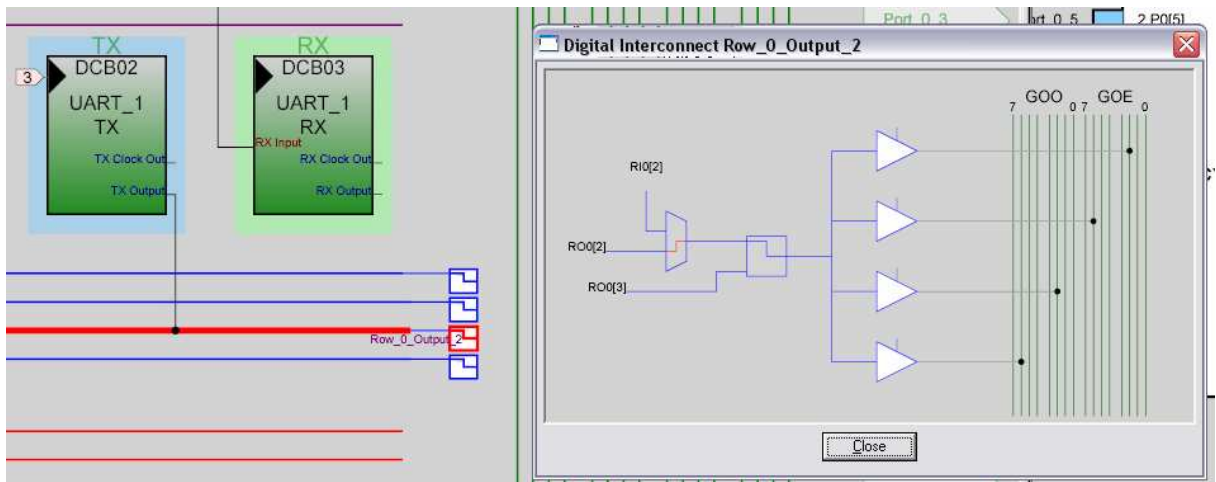 TX
3
DCB02
UART_1
TX
TX Clock Out
TX Output
RX
DCB03
UART_1
RX
RX Input
RX Clock Out
RX Output
Row_0_Output_2
Port_0_3
ort_0_5
2 P0[5]
Digital Interconnect Row_0_Output_2
RI0[2]
RO0[2]
RO0[3]
GOO GOE
7 0 7 0
Close